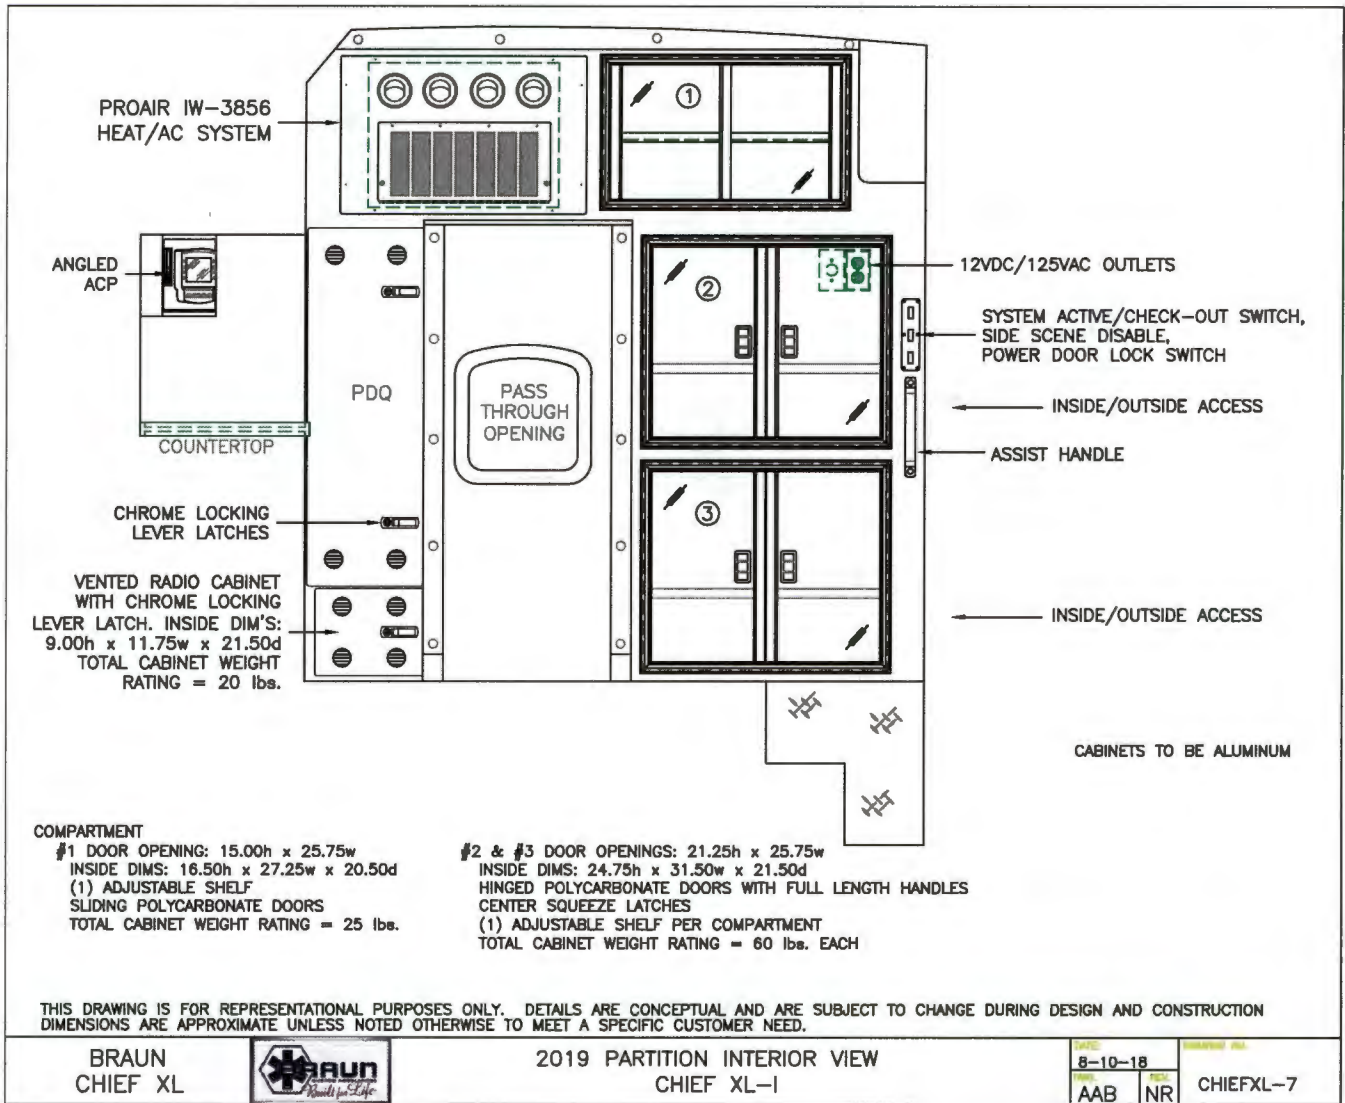 PROAIR IW-3856
HEAT/AC SYSTEM
①
ANGLED
ACP
②
12VDC/125VAC OUTLETS
SYSTEM ACTIVE/CHECK-OUT SWITCH,
SIDE SCENE DISABLE,
POWER DOOR LOCK SWITCH
PDQ
PASS
THROUGH
OPENING
INSIDE/OUTSIDE ACCESS
COUNTERTOP
ASSIST HANDLE
CHROME LOCKING
LEVER LATCHES
③
VENTED RADIO CABINET
WITH CHROME LOCKING
LEVER LATCH. INSIDE DIM'S:
9.00h x 11.75w x 21.50d
TOTAL CABINET WEIGHT
RATING = 20 lbs.
INSIDE/OUTSIDE ACCESS
CABINETS TO BE ALUMINUM
COMPARTMENT
#1 DOOR OPENING: 15.00h x 25.75w
INSIDE DIMS: 16.50h x 27.25w x 20.50d
(1) ADJUSTABLE SHELF
SLIDING POLYCARBONATE DOORS
TOTAL CABINET WEIGHT RATING = 25 lbs.
#2 & #3 DOOR OPENINGS: 21.25h x 25.75w
INSIDE DIMS: 24.75h x 31.50w x 21.50d
HINGED POLYCARBONATE DOORS WITH FULL LENGTH HANDLES
CENTER SQUEEZE LATCHES
(1) ADJUSTABLE SHELF PER COMPARTMENT
TOTAL CABINET WEIGHT RATING = 60 lbs. EACH
THIS DRAWING IS FOR REPRESENTATIONAL PURPOSES ONLY. DETAILS ARE CONCEPTUAL AND ARE SUBJECT TO CHANGE DURING DESIGN AND CONSTRUCTION
DIMENSIONS ARE APPROXIMATE UNLESS NOTED OTHERWISE TO MEET A SPECIFIC CUSTOMER NEED.
BRAUN
CHIEF XL
BRAUN
Built for Life
2019 PARTITION INTERIOR VIEW
CHIEF XL-I
DATE:
8-10-18
AAB
REV.
NR
CHIEFXL-7